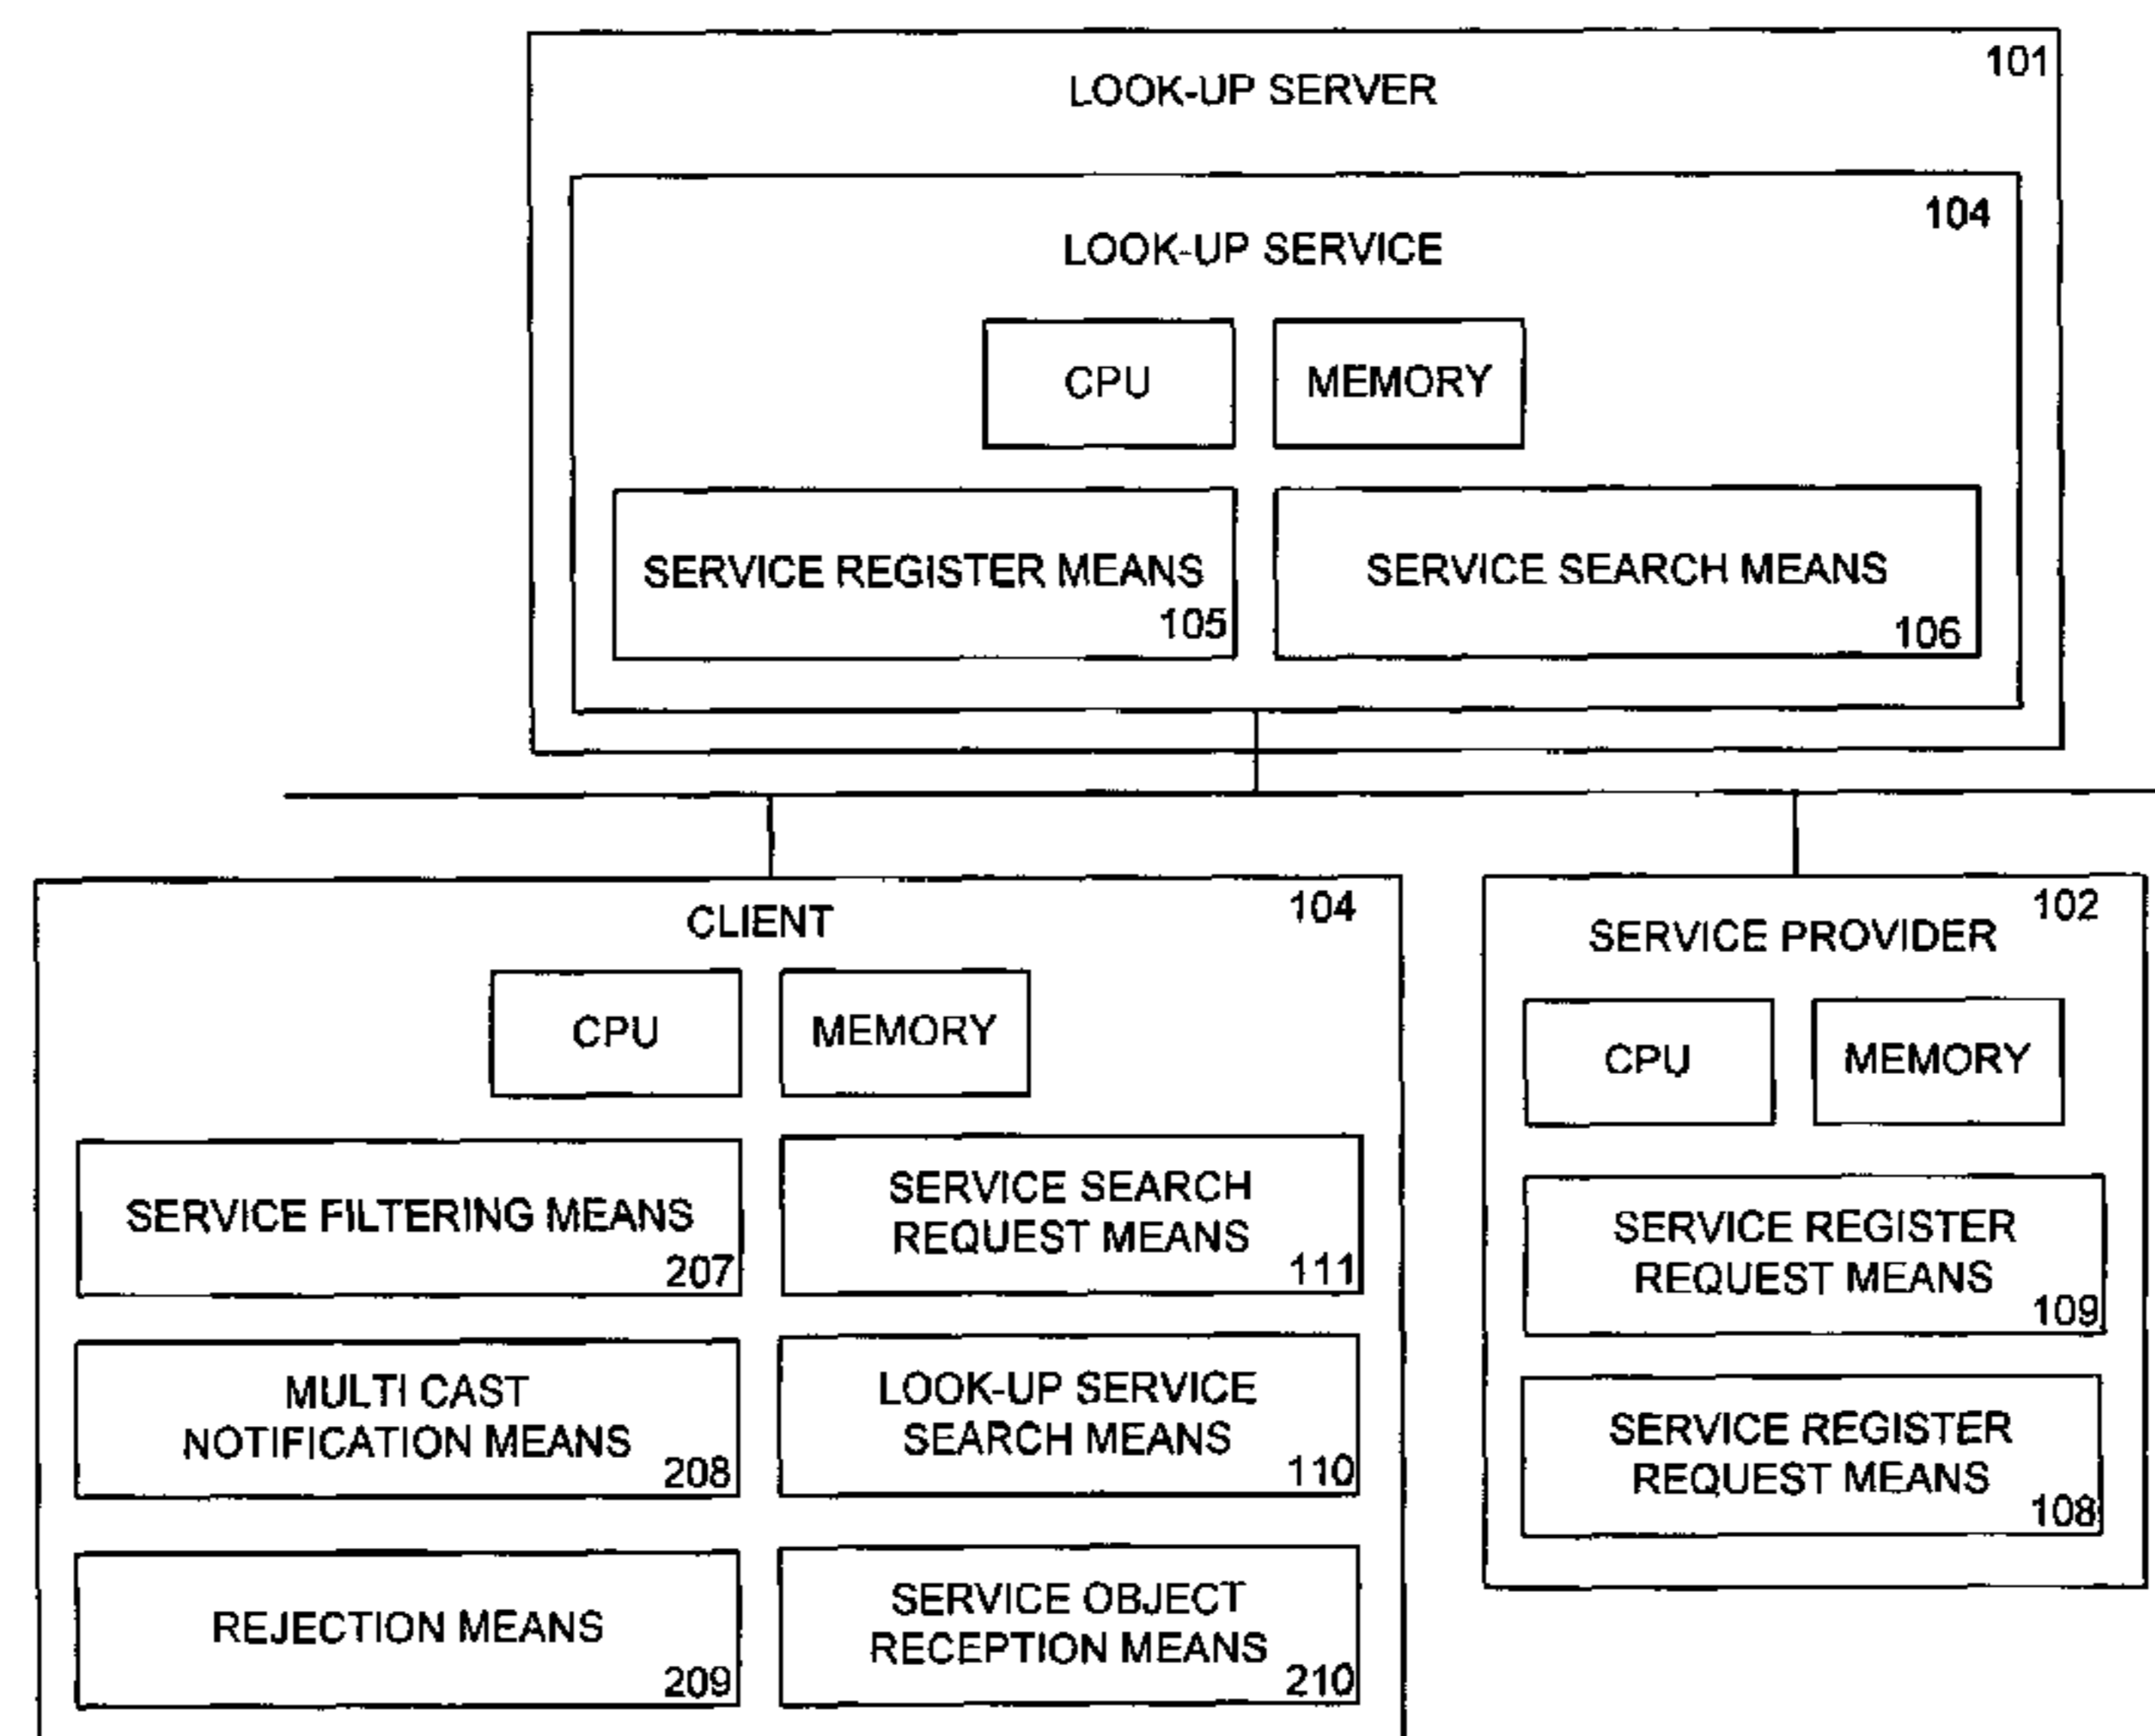 101
LOOK-UP SERVER
104
LOOK-UP SERVICE
CPU
MEMORY
SERVICE REGISTER MEANS
105
SERVICE SEARCH MEANS
106
CLIENT
104
CPU
MEMORY
SERVICE FILTERING MEANS
207
SERVICE SEARCH
REQUEST MEANS
111
MULTI CAST
NOTIFICATION MEANS
208
LOOK-UP SERVICE
SEARCH MEANS
110
REJECTION MEANS
209
SERVICE OBJECT
RECEPTION MEANS
210
102
SERVICE PROVIDER
CPU
MEMORY
SERVICE REGISTER
REQUEST MEANS
109
SERVICE REGISTER
REQUEST MEANS
108